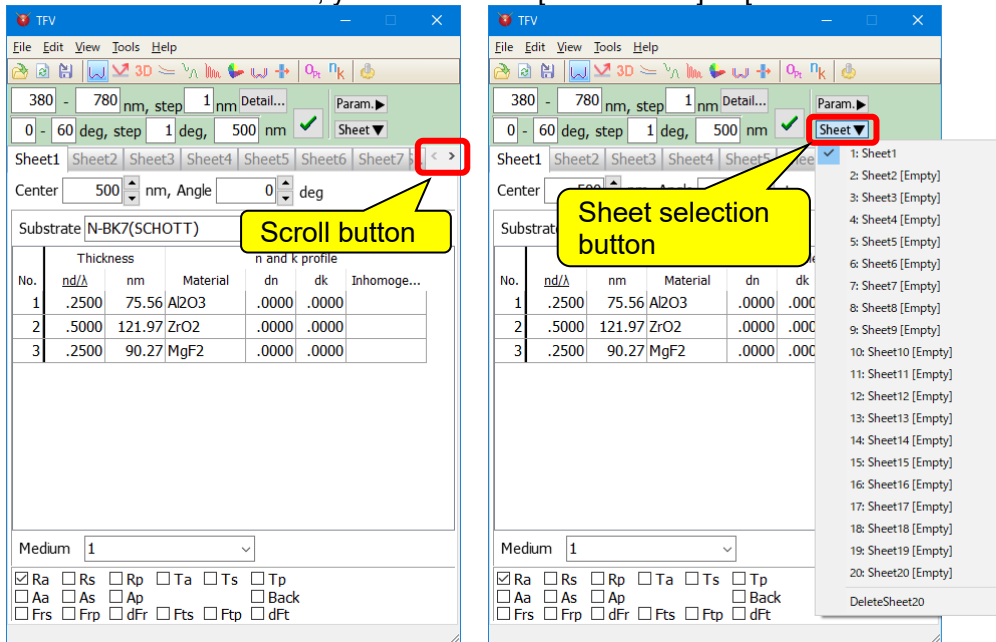 TFV
File Edit View Tools Help
3D OPt nk
380 - 780 nm, step 1 nm Detail... Param.▶
0 - 60 deg, step 1 deg, 500 nm Sheet▼
Sheet1 Sheet2 Sheet3 Sheet4 Sheet5 Sheet6 Sheet7 < >
Center 500 nm, Angle 0 deg
Scroll button
Substrate N-BK7(SCHOTT)
Thickness n and k profile
No. nd/λ nm Material dn dk Inhomoge...
1 .2500 75.56 Al2O3 .0000 .0000
2 .5000 121.97 ZrO2 .0000 .0000
3 .2500 90.27 MgF2 .0000 .0000
Medium 1
Ra Rs Rp Ta Ts Tp
Aa As Ap Back
Frs Frp dFr Fts Ftp dFt
TFV
File Edit View Tools Help
3D OPt nk
380 - 780 nm, step 1 nm Detail... Param.▶
0 - 60 deg, step 1 deg, 500 nm Sheet▼
Sheet1 Sheet2 Sheet3 Sheet4 Sheet5
Center
Sheet selection
button
No. nd/λ nm Material dn dk
1 .2500 75.56 Al2O3 .0000
2 .5000 121.97 ZrO2 .0000
3 .2500 90.27 MgF2 .0000
Medium 1
Ra Rs Rp Ta Ts Tp
Aa As Ap Back
Frs Frp dFr Fts Ftp dFt
1: Sheet1
2: Sheet2 [Empty]
3: Sheet3 [Empty]
4: Sheet4 [Empty]
5: Sheet5 [Empty]
6: Sheet6 [Empty]
7: Sheet7 [Empty]
8: Sheet8 [Empty]
9: Sheet9 [Empty]
10: Sheet10 [Empty]
11: Sheet11 [Empty]
12: Sheet12 [Empty]
13: Sheet13 [Empty]
14: Sheet14 [Empty]
15: Sheet15 [Empty]
16: Sheet16 [Empty]
17: Sheet17 [Empty]
18: Sheet18 [Empty]
19: Sheet19 [Empty]
20: Sheet20 [Empty]
DeleteSheet20